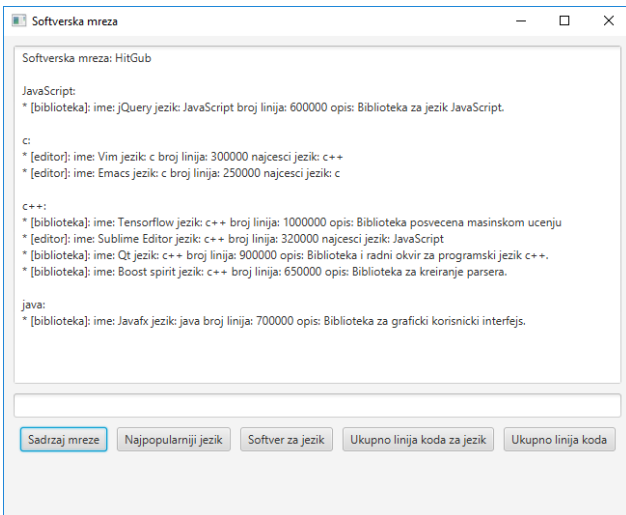 Softverska mreza
Softverska mreza: HitGub
JavaScript:
* [biblioteka]: ime: jQuery jezik: JavaScript broj linija: 600000 opis: Biblioteka za jezik JavaScript.
c:
* [editor]: ime: Vim jezik: c broj linija: 300000 najcesci jezik: c++
* [editor]: ime: Emacs jezik: c broj linija: 250000 najcesci jezik: c
c++:
* [biblioteka]: ime: Tensorflow jezik: c++ broj linija: 1000000 opis: Biblioteka posvecena masinskom ucenju
* [editor]: ime: Sublime Editor jezik: c++ broj linija: 320000 najcesci jezik: JavaScript
* [biblioteka]: ime: Qt jezik: c++ broj linija: 900000 opis: Biblioteka i radni okvir za programski jezik c++.
* [biblioteka]: ime: Boost spirit jezik: c++ broj linija: 650000 opis: Biblioteka za kreiranje parsera.
java:
* [biblioteka]: ime: Javafx jezik: java broj linija: 700000 opis: Biblioteka za graficki korisnicki interfejs.
Sadrzaj mreze Najpopularniji jezik Softver za jezik Ukupno linija koda za jezik Ukupno linija koda